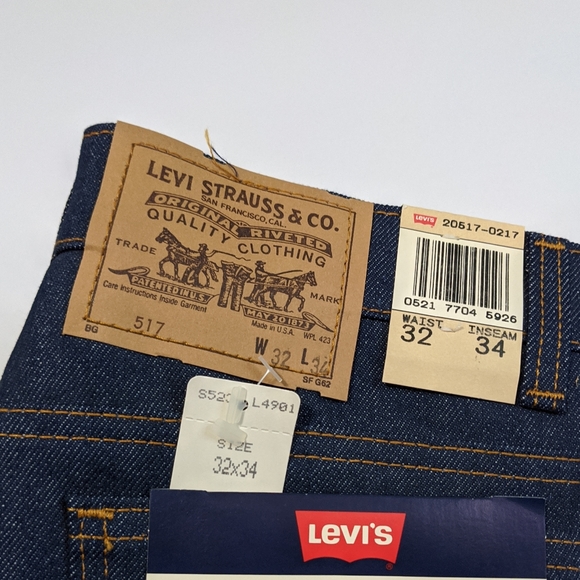 LEVI STRAUSS & CO.
SAN FRANCISCO, CAL.
ORIGINAL RIVETED
QUALITY CLOTHING
TRADE MARK
PATENTED IN U.S.
MAY 20 1873
Care Instructions Inside Garment
Made in U.S.A. WPL 423
BG 517
W 32 L 34
SF G62
LEVI'S
20517-0217
0521 7704 5926
WAIST INSEAM
32 34
L4901
SIZE
32x34
LEVI'S